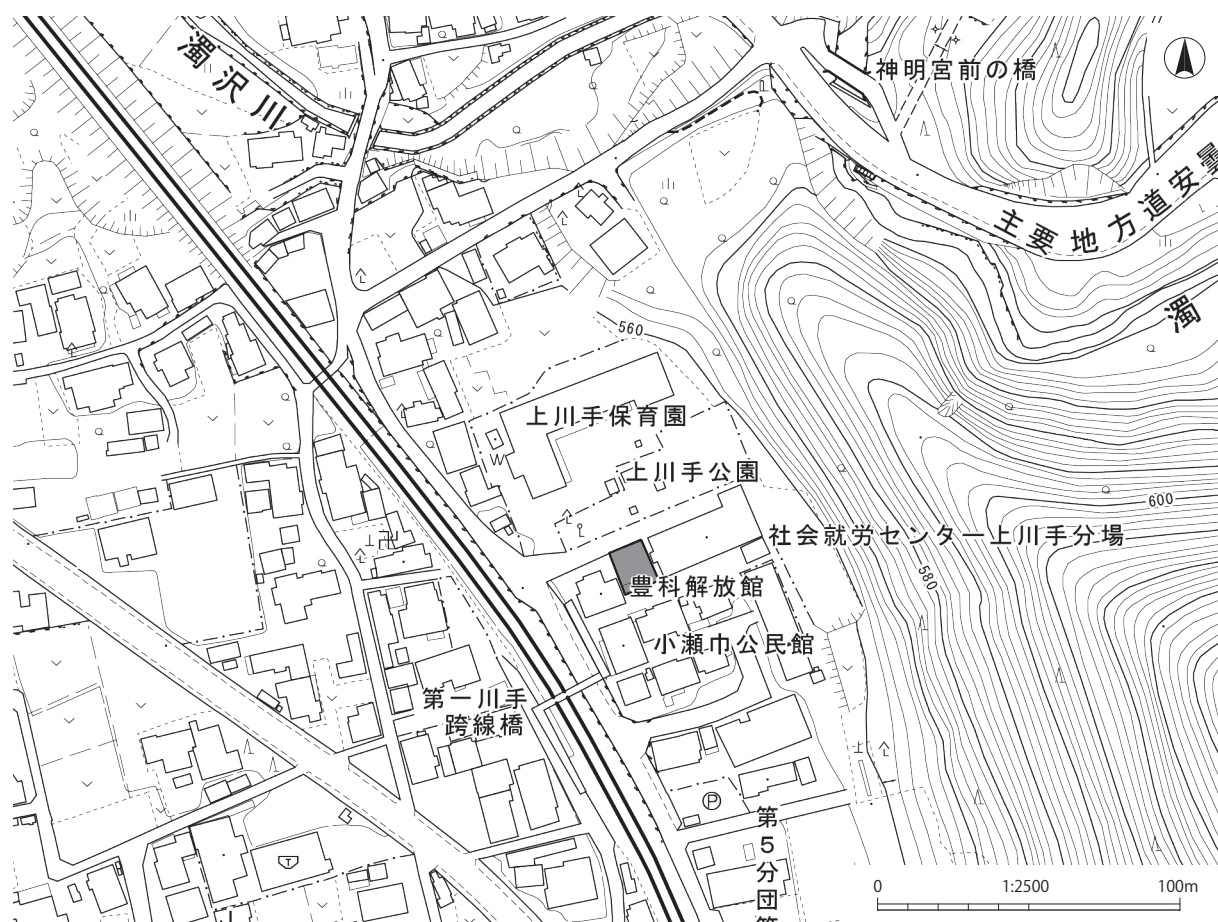 濁沢川
神明宮前の橋
主要地方道安曇
濁
560
上川手保育園
W
上川手公園
600
社会就労センター上川手分場
580
豊科解放館
小瀬巾公民館
第一川手
跨線橋
P
第5分団
T
0 1:2500 100m